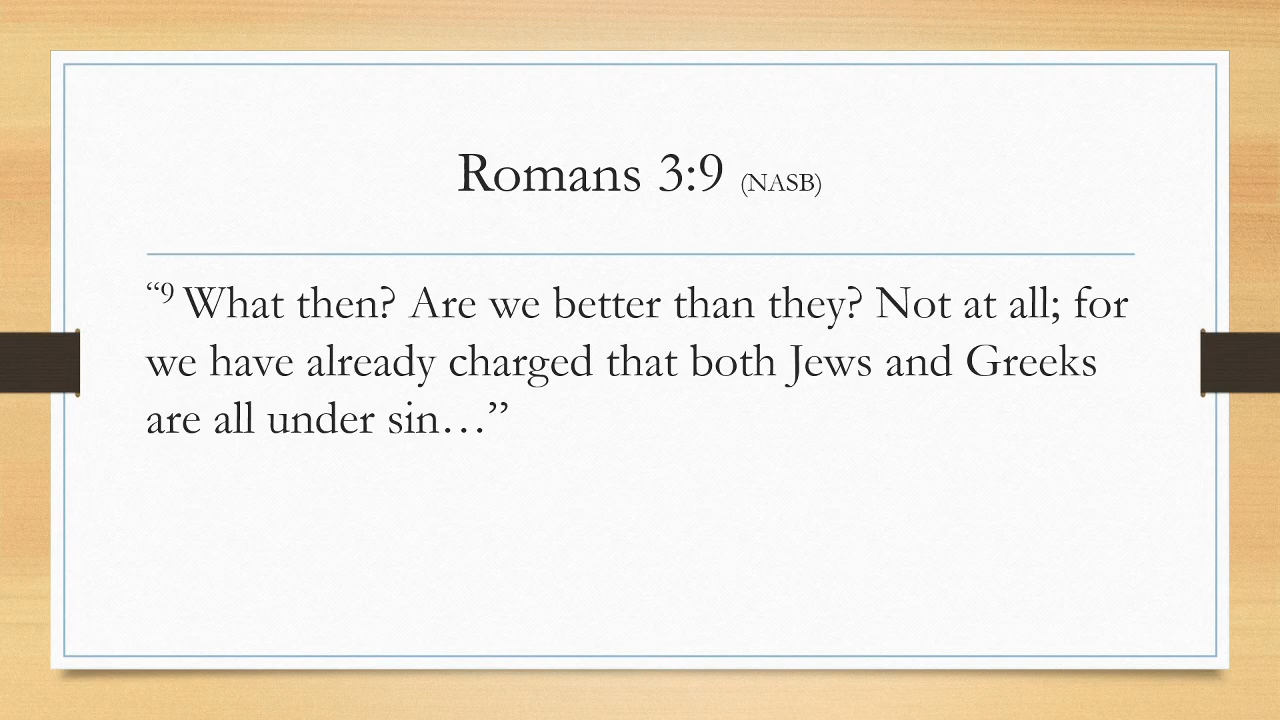 Romans 3:9 (NASB)
“9 What then? Are we better than they? Not at all; for
we have already charged that both Jews and Greeks
are all under sin…”